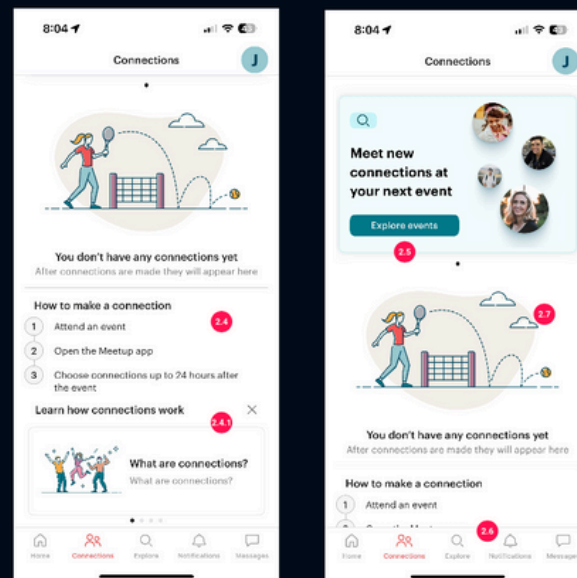 8:04
Connections
J
You don't have any connections yet
After connections are made they will appear here
How to make a connection
1 Attend an event
2.4
2 Open the Meetup app
3 Choose connections up to 24 hours after
the event
Learn how connections work
2.4.1
What are connections?
What are connections?
Home Connections Explore Notifications Messages
8:04
Connections
J
Meet new
connections at
your next event
Explore events
2.5
2.7
You don't have any connections yet
After connections are made they will appear here
How to make a connection
1 Attend an event
2.6
Home Connections Explore Notifications Messages